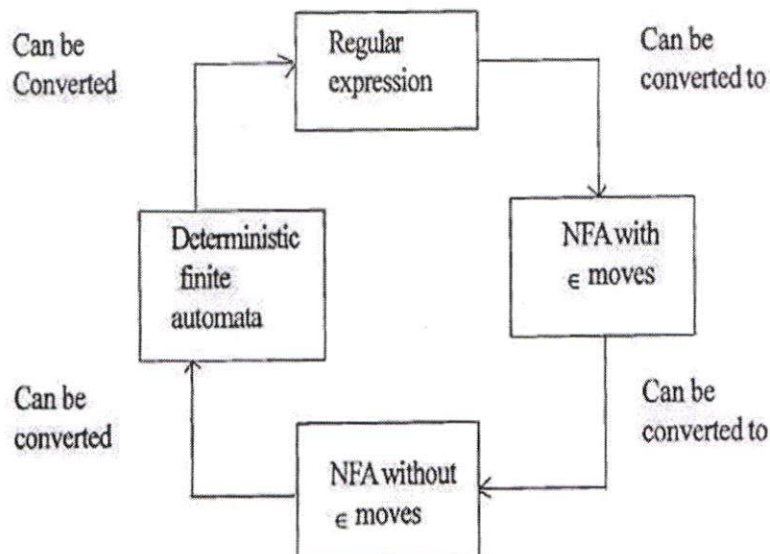 Can be
Converted
Regular
expression
Can be
converted to
Deterministic
finite
automata
NFA with
ϵ moves
Can be
converted
NFA without
ϵ moves
Can be
converted to